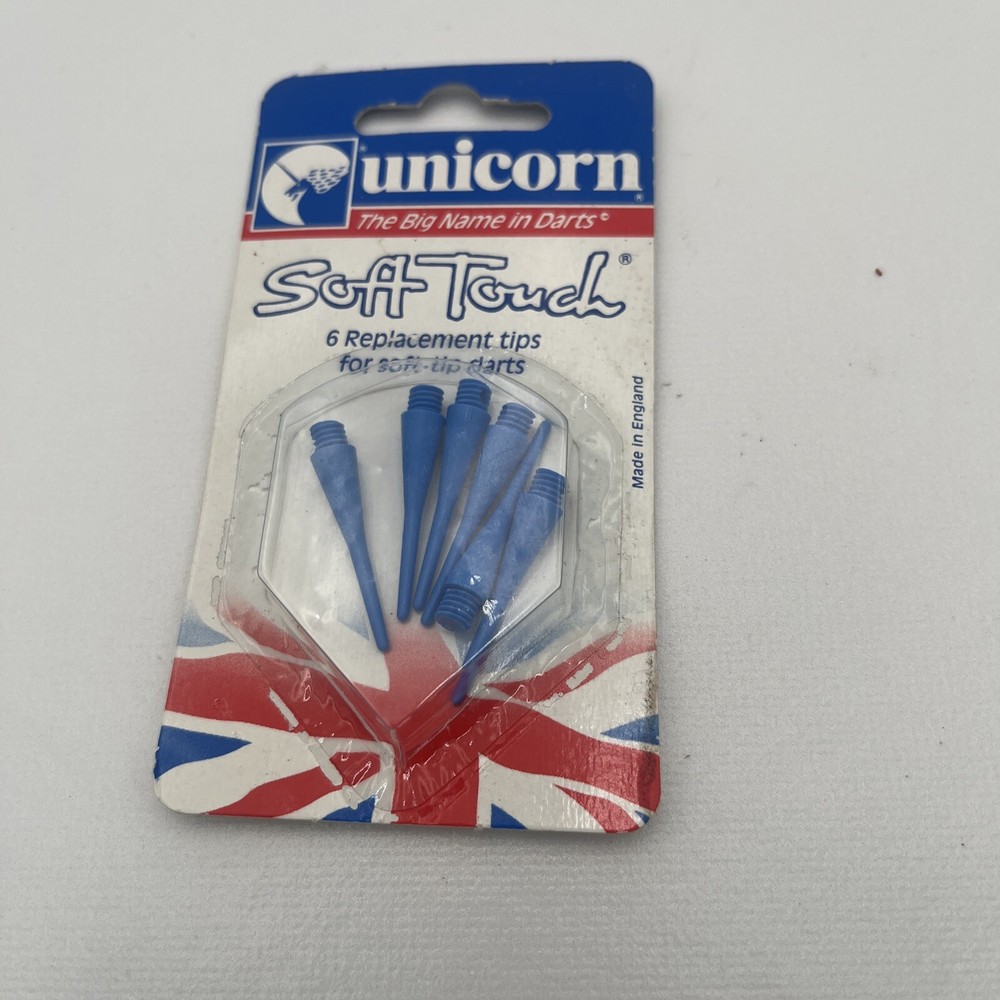 unicorn®
The Big Name in Darts©
Soft Touch®
6 Replacement tips
for soft-tip darts
Made in England